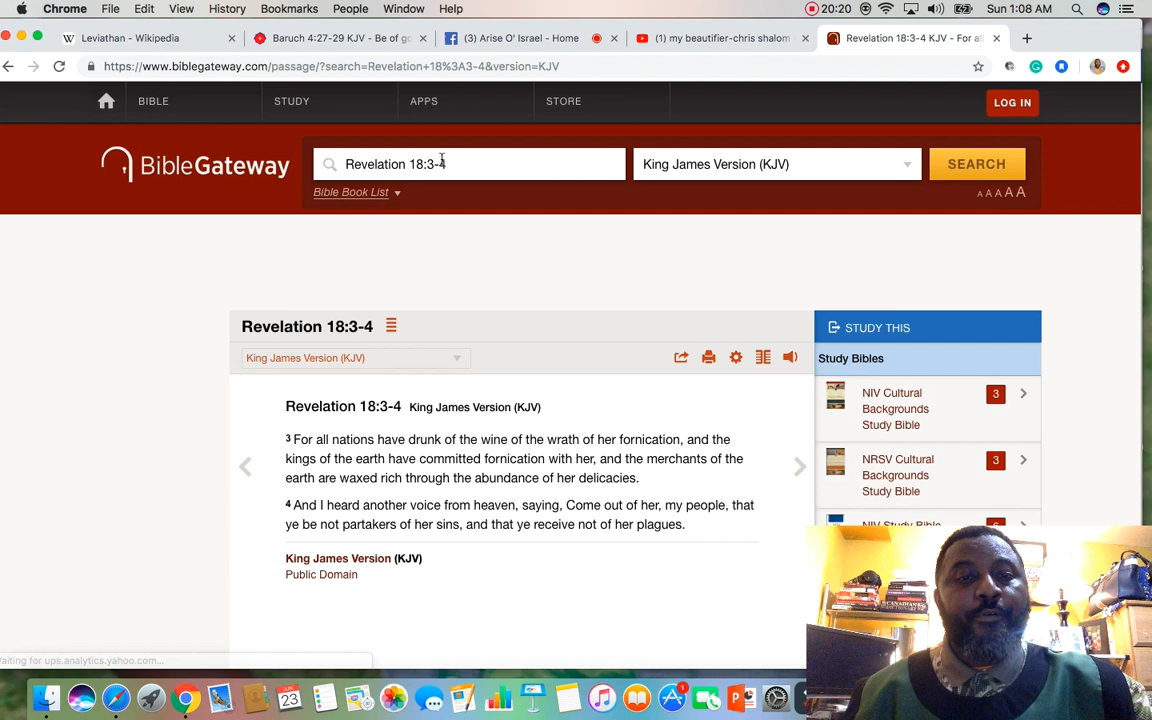 Chrome File Edit View History Bookmarks People Window Help 20:20 Sun 1:08 AM
W Leviathan - Wikipedia × Baruch 4:27-29 KJV - Be of go × (3) Arise O' Israel - Home × (1) my beautifier-chris shalom × Revelation 18:3-4 KJV - For all × +
https://www.biblegateway.com/passage/?search=Revelation+18%3A3-4&version=KJV
BIBLE STUDY APPS STORE LOG IN
BibleGateway Revelation 18:3-4 King James Version (KJV) SEARCH
Bible Book List A A A A A
Revelation 18:3-4
STUDY THIS
King James Version (KJV)
Study Bibles
NIV Cultural 3
Backgrounds
Study Bible
Revelation 18:3-4 King James Version (KJV)
3 For all nations have drunk of the wine of the wrath of her fornication, and the
kings of the earth have committed fornication with her, and the merchants of the
earth are waxed rich through the abundance of her delicacies.
4 And I heard another voice from heaven, saying, Come out of her, my people, that
ye be not partakers of her sins, and that ye receive not of her plagues.
NRSV Cultural 3
Backgrounds
Study Bible
NIV Study Bible
King James Version (KJV)
Public Domain
Waiting for ups.analytics.yahoo.com...
JUN
23
1